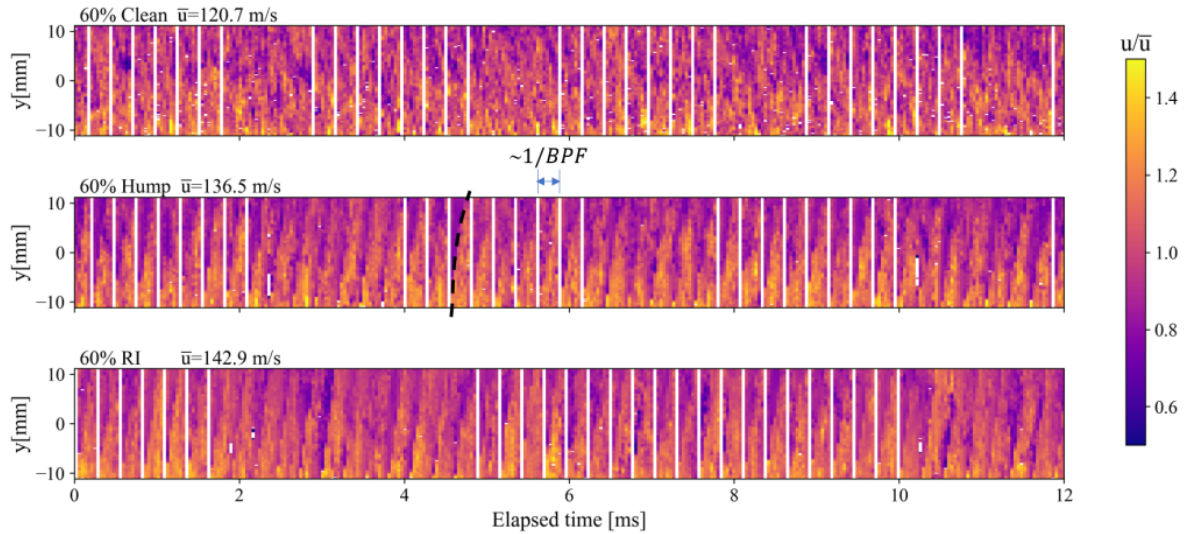 60% Clean u̅=120.7 m/s
10
0
−10
y[mm]
~1/BPF
60% Hump u̅=136.5 m/s
10
0
−10
y[mm]
60% RI u̅=142.9 m/s
10
0
−10
y[mm]
0 2 4 6 8 10 12
Elapsed time [ms]
u/u̅
1.4
1.2
1.0
0.8
0.6